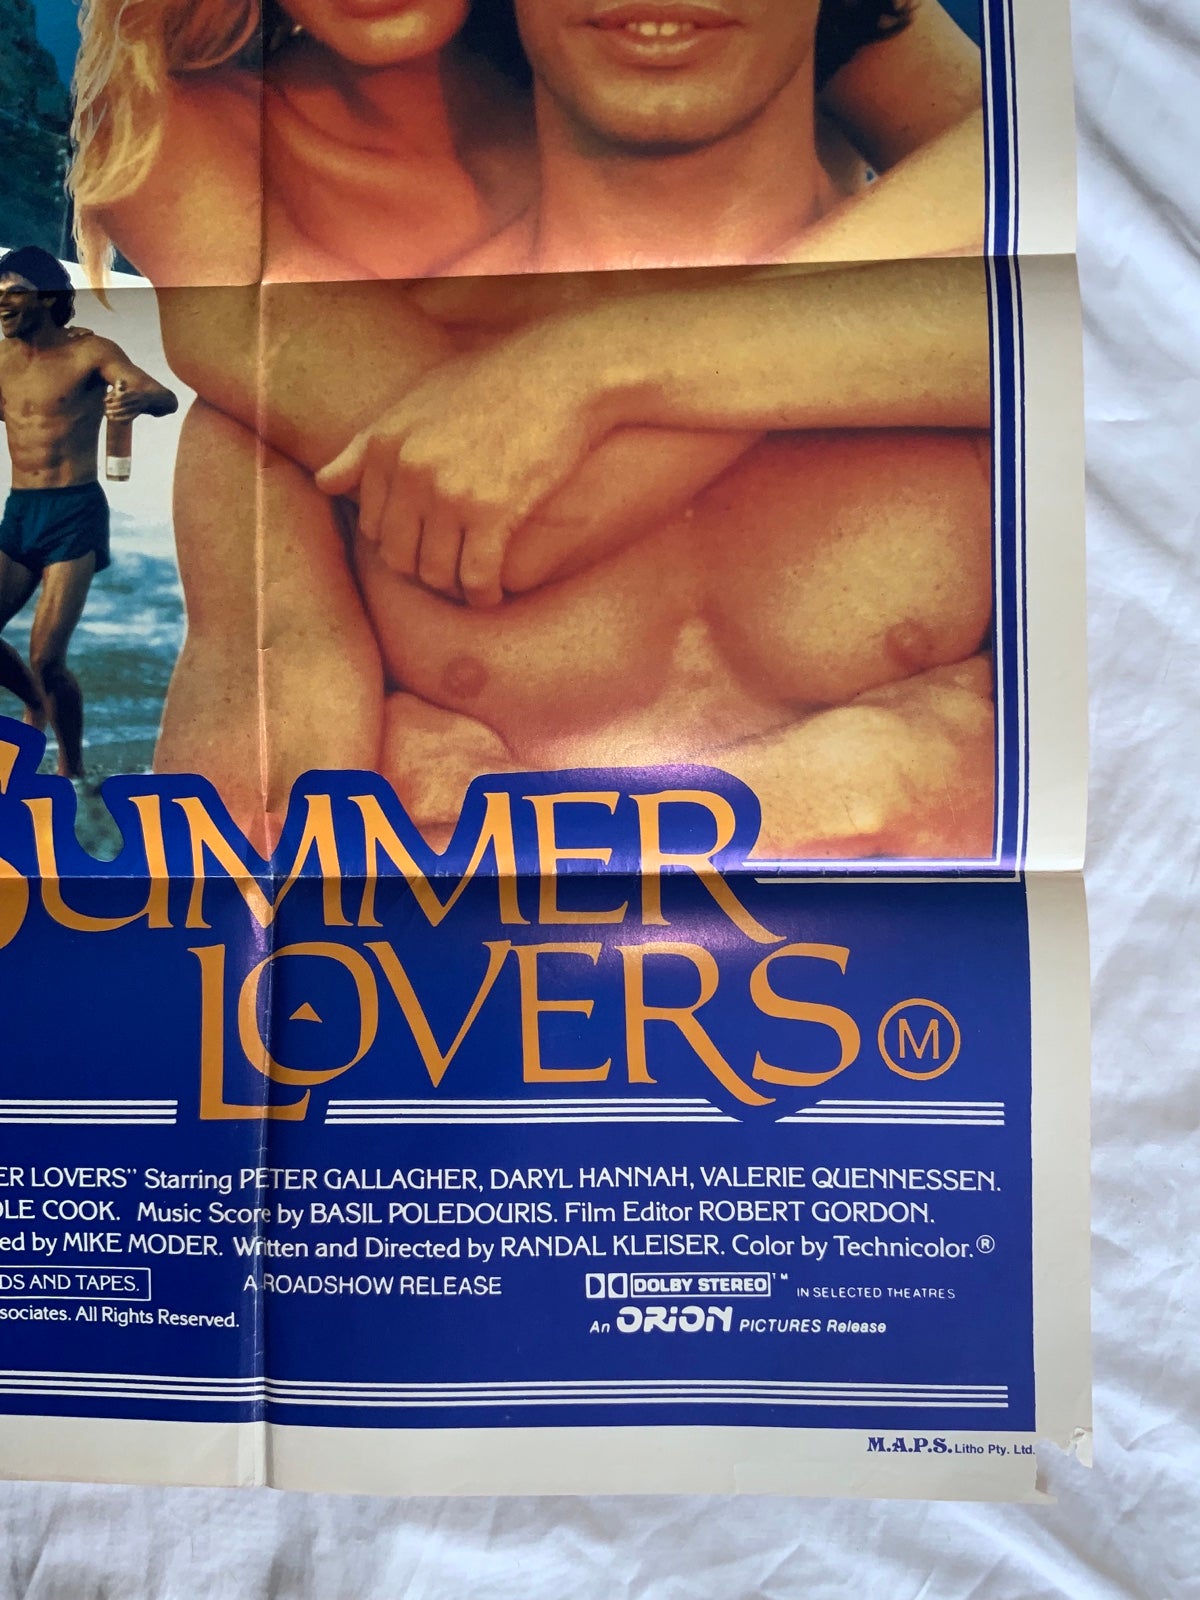 SUMMER
LOVERS M
ER LOVERS" Starring PETER GALLAGHER, DARYL HANNAH, VALERIE QUENNESSEN.
OLE COOK. Music Score by BASIL POLEDOURIS. Film Editor ROBERT GORDON.
ed by MIKE MODER. Written and Directed by RANDAL KLEISER. Color by Technicolor.®
DS AND TAPES. A ROADSHOW RELEASE DOLBY STEREO™ IN SELECTED THEATRES
sociates. All Rights Reserved. An ORION PICTURES Release
M.A.P.S. Litho Pty. Ltd.